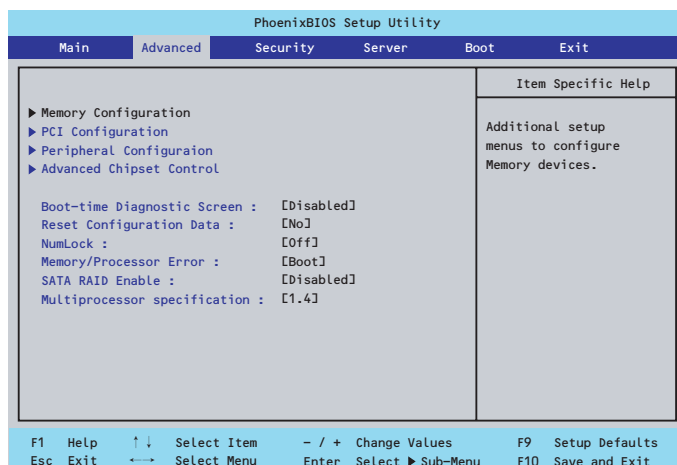 PhoenixBIOS Setup Utility
Main Advanced Security Server Boot Exit
Item Specific Help
▶ Memory Configuration
▶ PCI Configuration
▶ Peripheral Configuraion
▶ Advanced Chipset Control
Additional setup
menus to configure
Memory devices.
Boot-time Diagnostic Screen : [Disabled]
Reset Configuration Data : [No]
NumLock : [Off]
Memory/Processor Error : [Boot]
SATA RAID Enable : [Disabled]
Multiprocessor specification : [1.4]
F1 Help ↑↓ Select Item - / + Change Values F9 Setup Defaults
Esc Exit ←→ Select Menu Enter Select ▶ Sub-Menu F10 Save and Exit